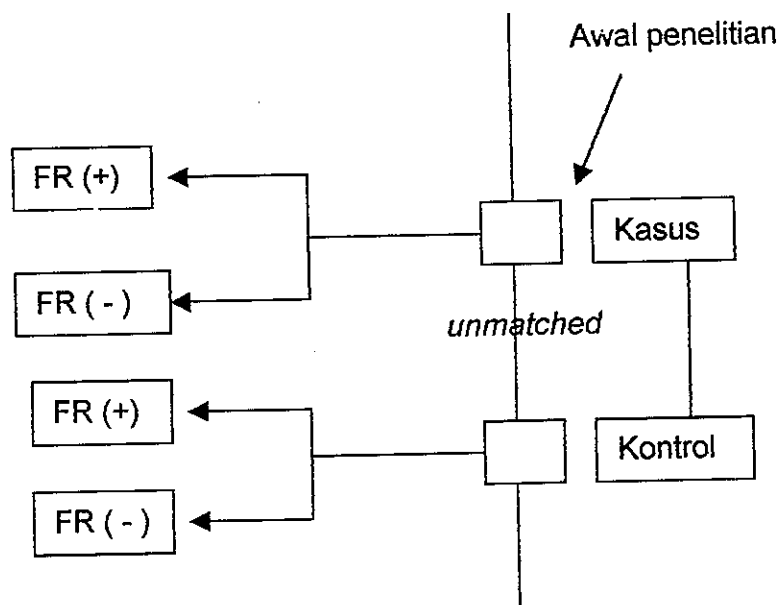 Awal penelitian
FR (+)
Kasus
FR ( - )
unmatched
FR (+)
Kontrol
FR ( - )